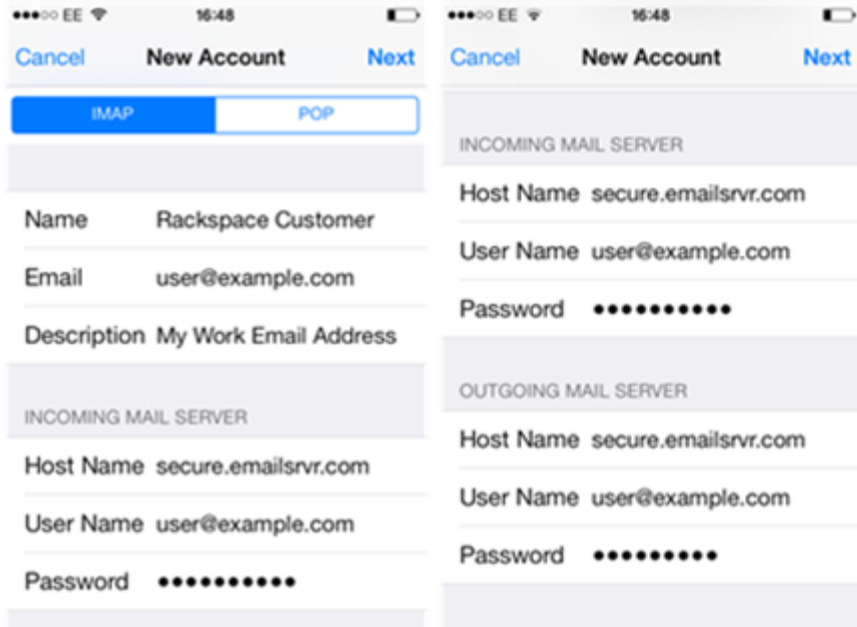 EE 16:48
Cancel New Account Next
IMAP POP
Name Rackspace Customer
Email user@example.com
Description My Work Email Address
INCOMING MAIL SERVER
Host Name secure.emailsrvr.com
User Name user@example.com
Password ••••••••••
EE 16:48
Cancel New Account Next
INCOMING MAIL SERVER
Host Name secure.emailsrvr.com
User Name user@example.com
Password ••••••••••
OUTGOING MAIL SERVER
Host Name secure.emailsrvr.com
User Name user@example.com
Password •••••••••